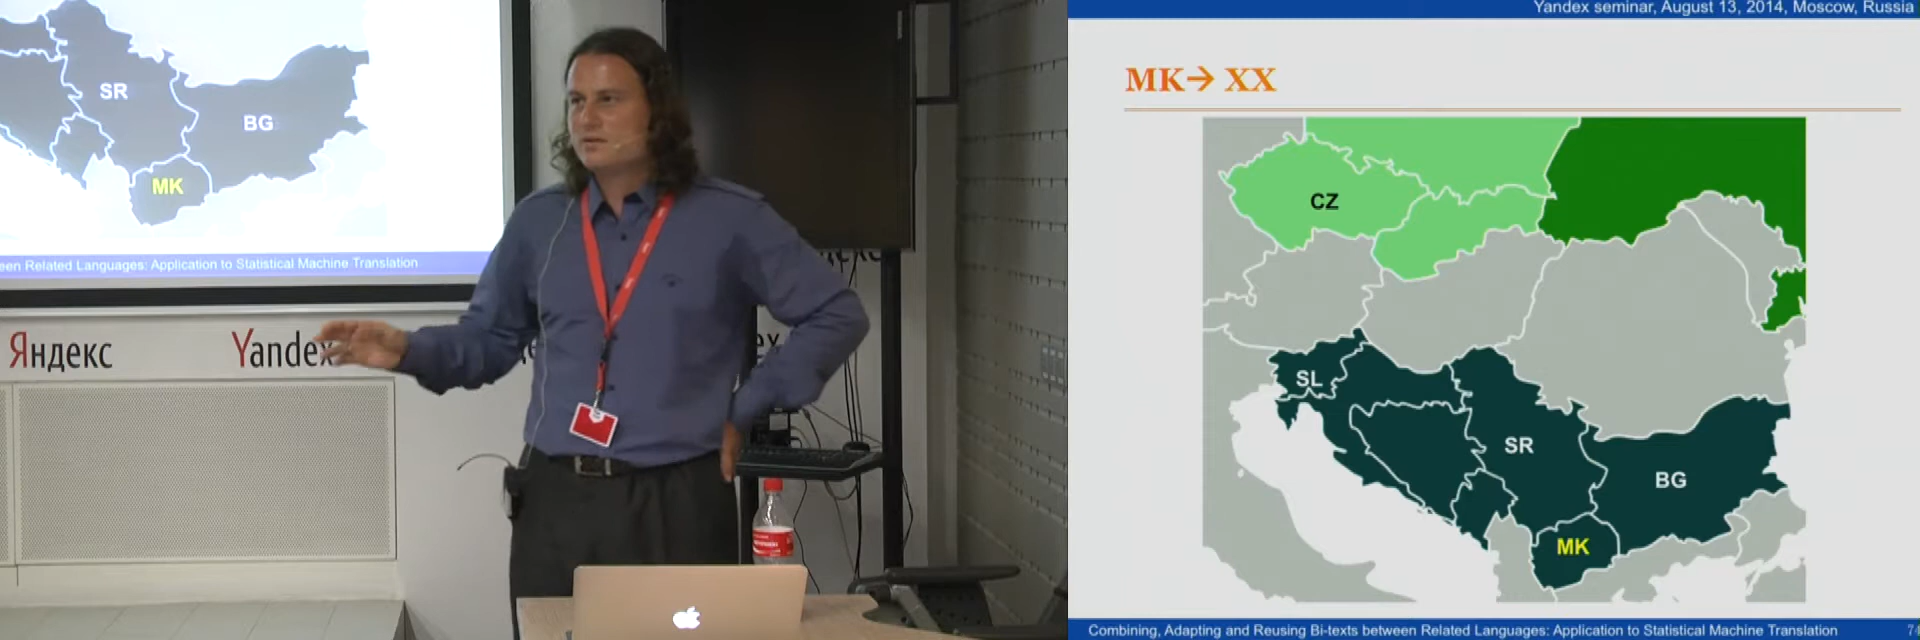 SR
BG
MK
een Related Languages: Application to Statistical Machine Translation
Яндекс
Yandex
Yandex seminar, August 13, 2014, Moscow, Russia
MK→ XX
CZ
SL
SR
BG
MK
Combining, Adapting and Reusing Bi-texts between Related Languages: Application to Statistical Machine Translation